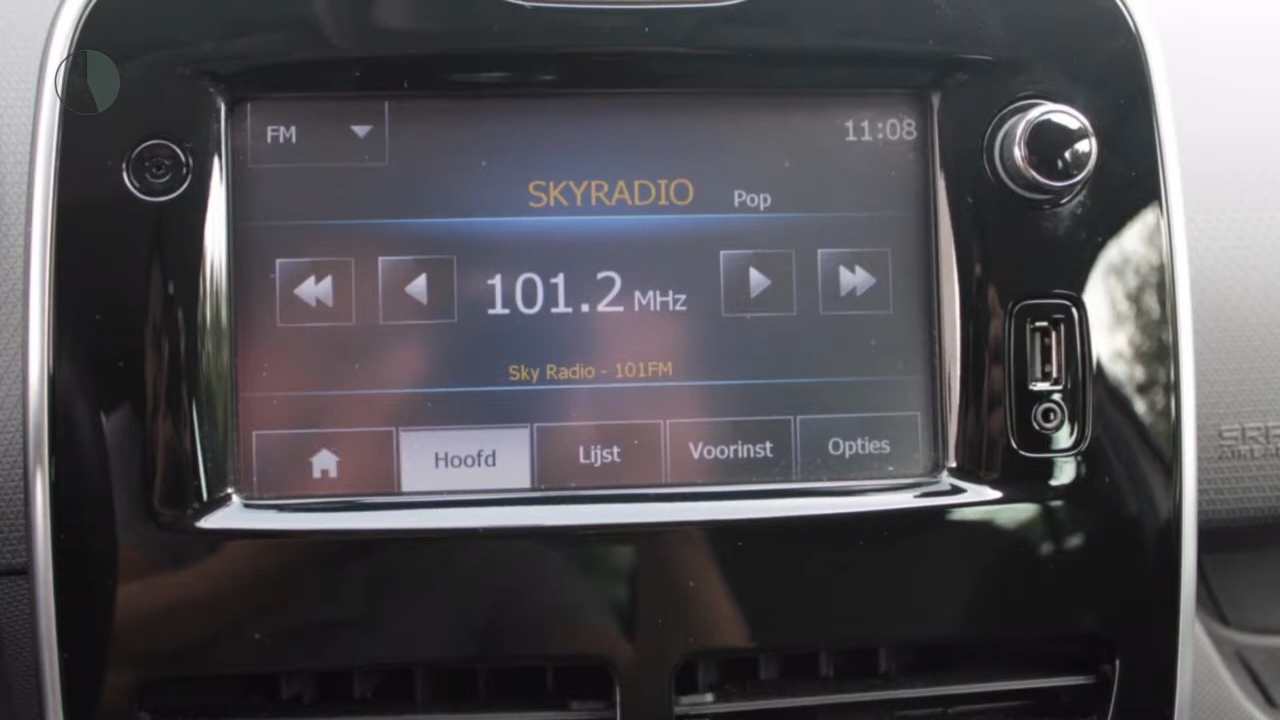 FM
11:08
SKYRADIO Pop
101.2 MHz
Sky Radio - 101FM
Hoofd Lijst Voorinst Opties